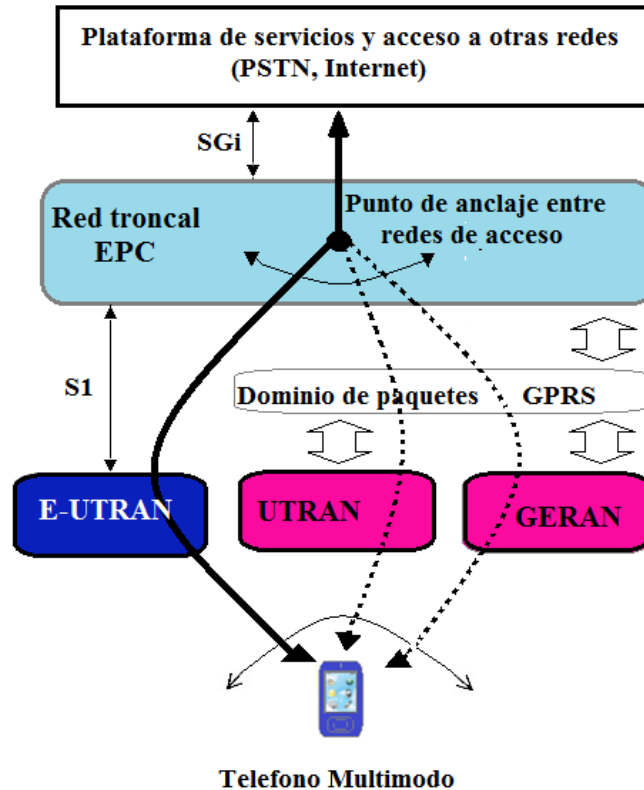 Plataforma de servicios y acceso a otras redes
(PSTN, Internet)
SGi
Red troncal
EPC
Punto de anclaje entre
redes de acceso
S1
Dominio de paquetes GPRS
E-UTRAN
UTRAN
GERAN
Telefono Multimodo